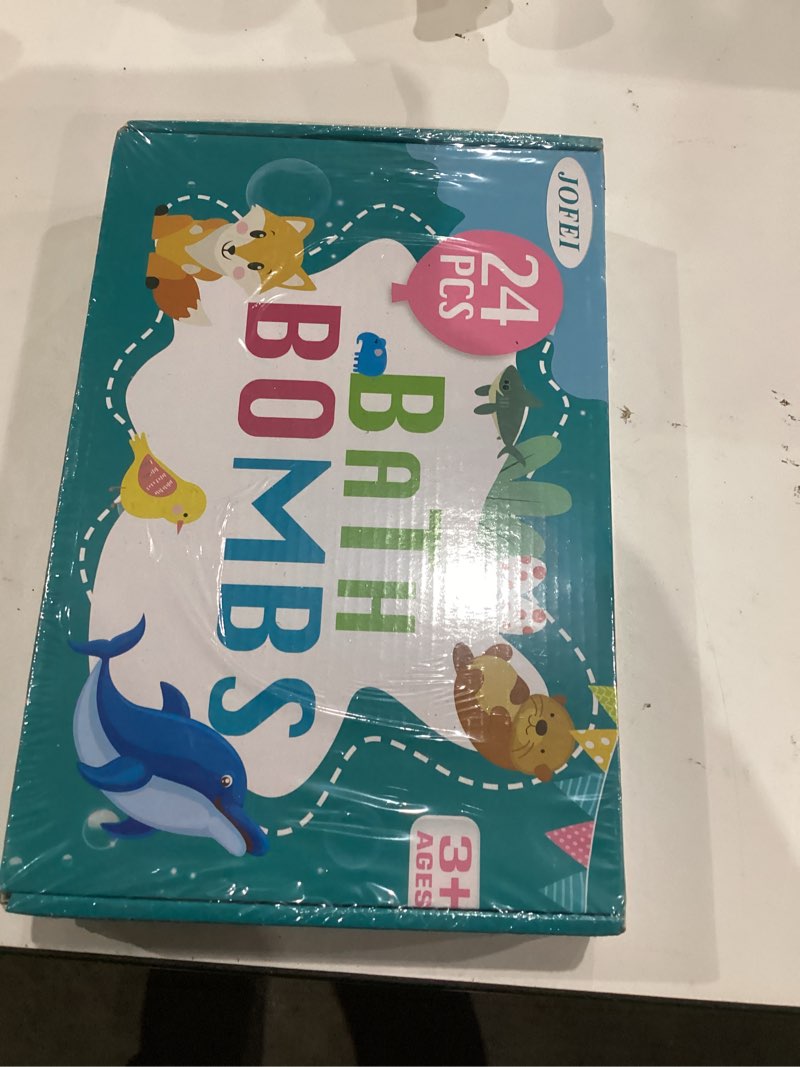 JOFEI
24
PCS
BATH
BOMBS
3+
AGES